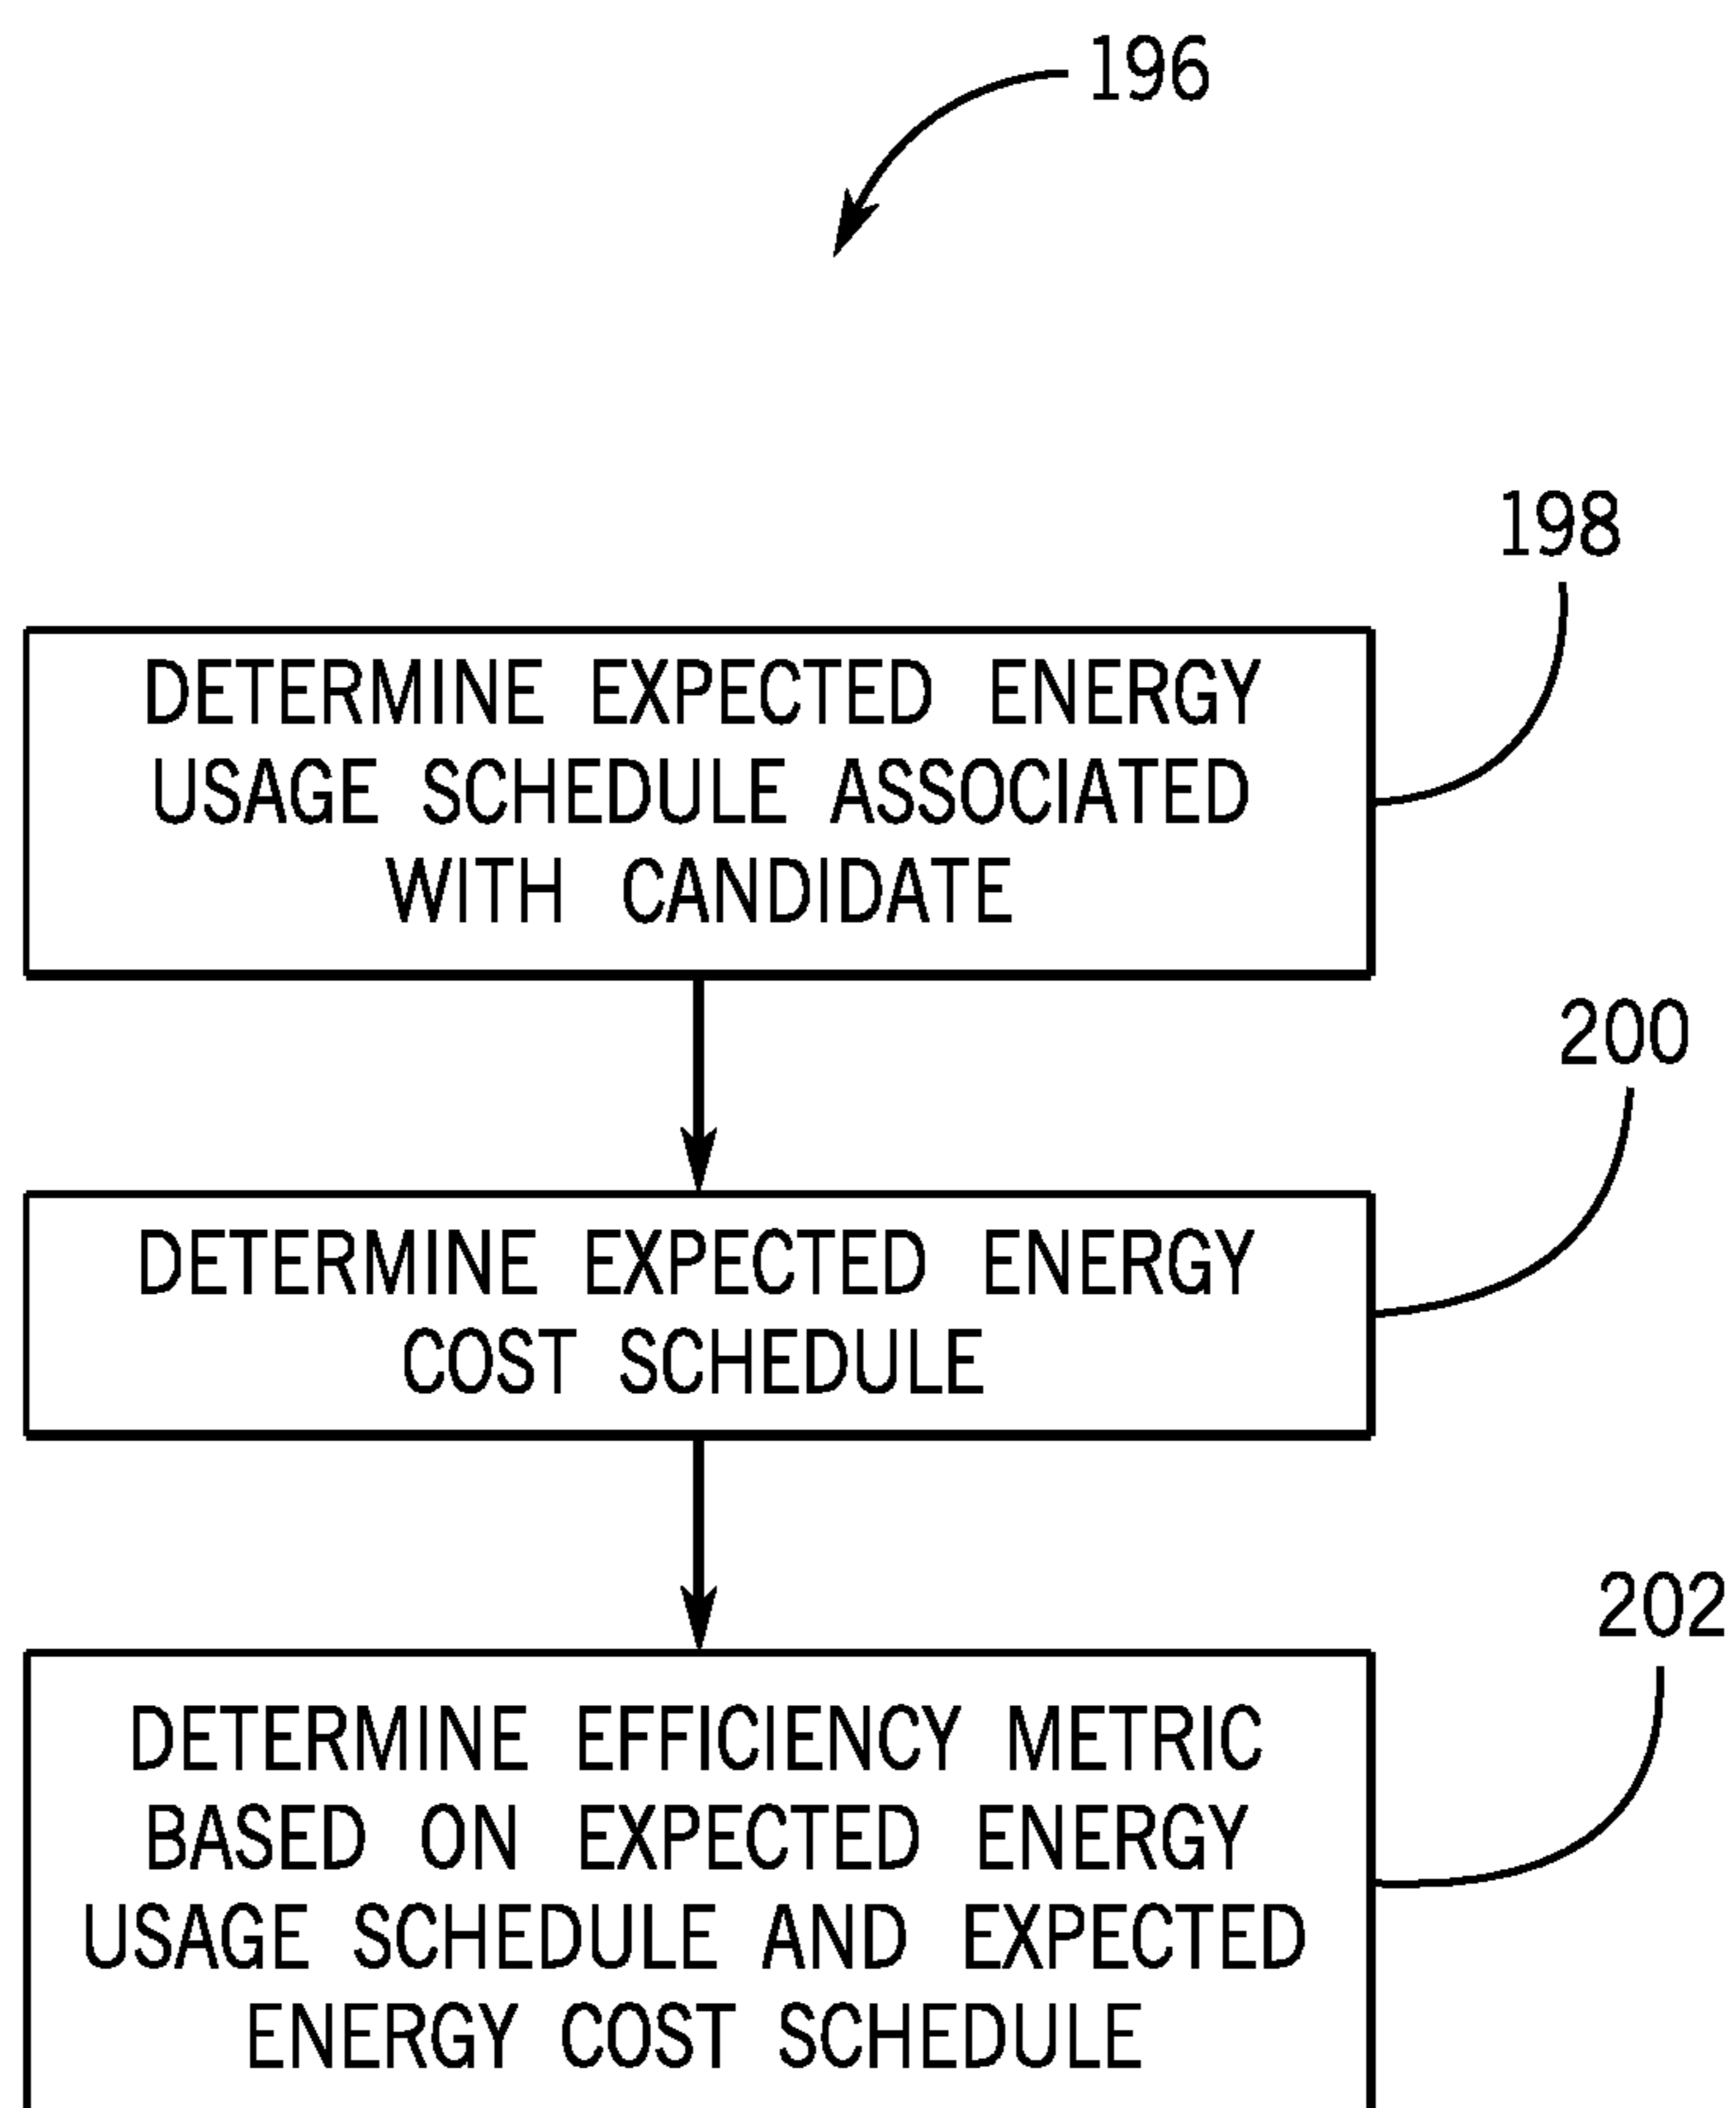 196
198
DETERMINE EXPECTED ENERGY
USAGE SCHEDULE ASSOCIATED
WITH CANDIDATE
200
DETERMINE EXPECTED ENERGY
COST SCHEDULE
202
DETERMINE EFFICIENCY METRIC
BASED ON EXPECTED ENERGY
USAGE SCHEDULE AND EXPECTED
ENERGY COST SCHEDULE